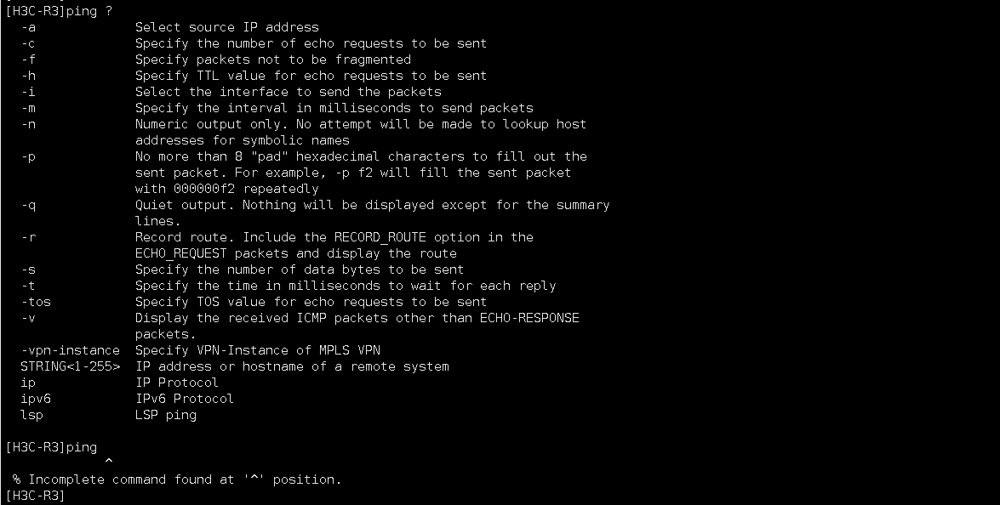 [H3C-R3]ping ?
  -a             Select source IP address
  -c             Specify the number of echo requests to be sent
  -f             Specify packets not to be fragmented
  -h             Specify TTL value for echo requests to be sent
  -i             Select the interface to send the packets
  -m             Specify the interval in milliseconds to send packets
  -n             Numeric output only. No attempt will be made to lookup host
                 addresses for symbolic names
  -p             No more than 8 "pad" hexadecimal characters to fill out the
                 sent packet. For example, -p f2 will fill the sent packet
                 with 000000f2 repeatedly
  -q             Quiet output. Nothing will be displayed except for the summary
                 lines.
  -r             Record route. Include the RECORD_ROUTE option in the
                 ECHO_REQUEST packets and display the route
  -s             Specify the number of data bytes to be sent
  -t             Specify the time in milliseconds to wait for each reply
  -tos           Specify TOS value for echo requests to be sent
  -v             Display the received ICMP packets other than ECHO-RESPONSE
                 packets.
  -vpn-instance  Specify VPN-Instance of MPLS VPN
  STRING<1-255>  IP address or hostname of a remote system
  ip             IP Protocol
  ipv6           IPv6 Protocol
  lsp            LSP ping

[H3C-R3]ping
             ^
 % Incomplete command found at '^' position.
[H3C-R3]